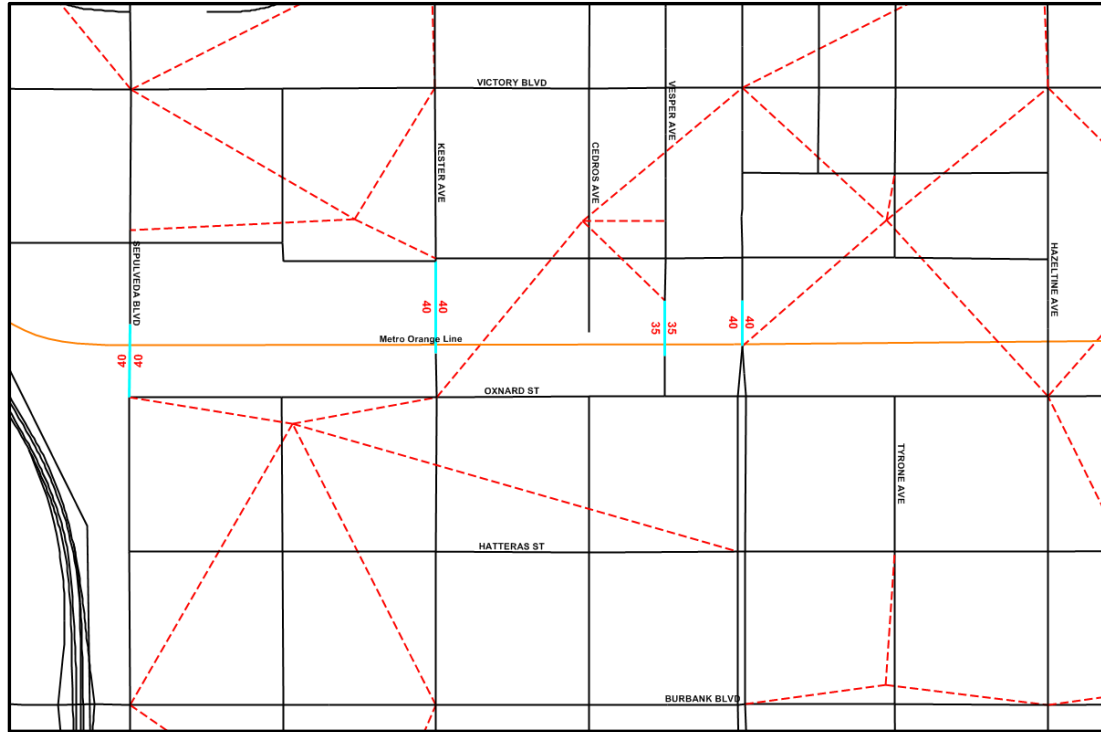 VICTORY BLVD
VESPER AVE
KESTER AVE
CEDROS AVE
SEPULVEDA BLVD
HAZELTINE AVE
40 40
35 35
40 40
Metro Orange Line
40 40
OXNARD ST
TYRONE AVE
HATTERAS ST
BURBANK BLVD